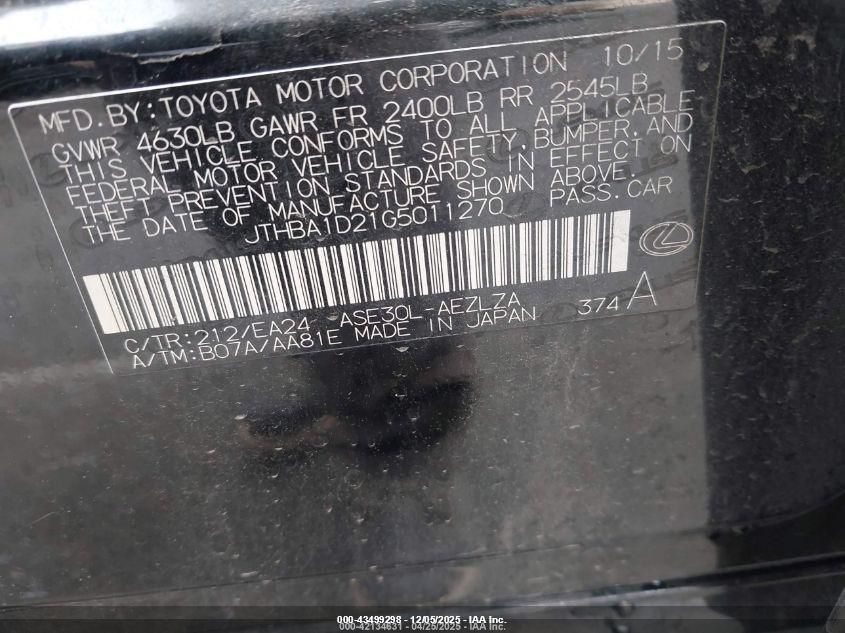 MFD.BY:TOYOTA MOTOR CORPORATION 10/15
GVWR 4630LB GAWR FR 2400LB RR 2545LB
THIS VEHICLE CONFORMS TO ALL APPLICABLE
FEDERAL MOTOR VEHICLE SAFETY,BUMPER,AND
THEFT PREVENTION STANDARDS IN EFFECT ON
THE DATE OF MANUFACTURE SHOWN ABOVE.
JTHBA1D21G5011270 PASS.CAR
C/TR:212/EA24 ASE30L-AEZLZA 374A
A/TM:B07A/AA81E MADE IN JAPAN
000-43499298 - 12/05/2025 - IAA Inc.
000-42134631 - 04/25/2025 - IAA Inc.